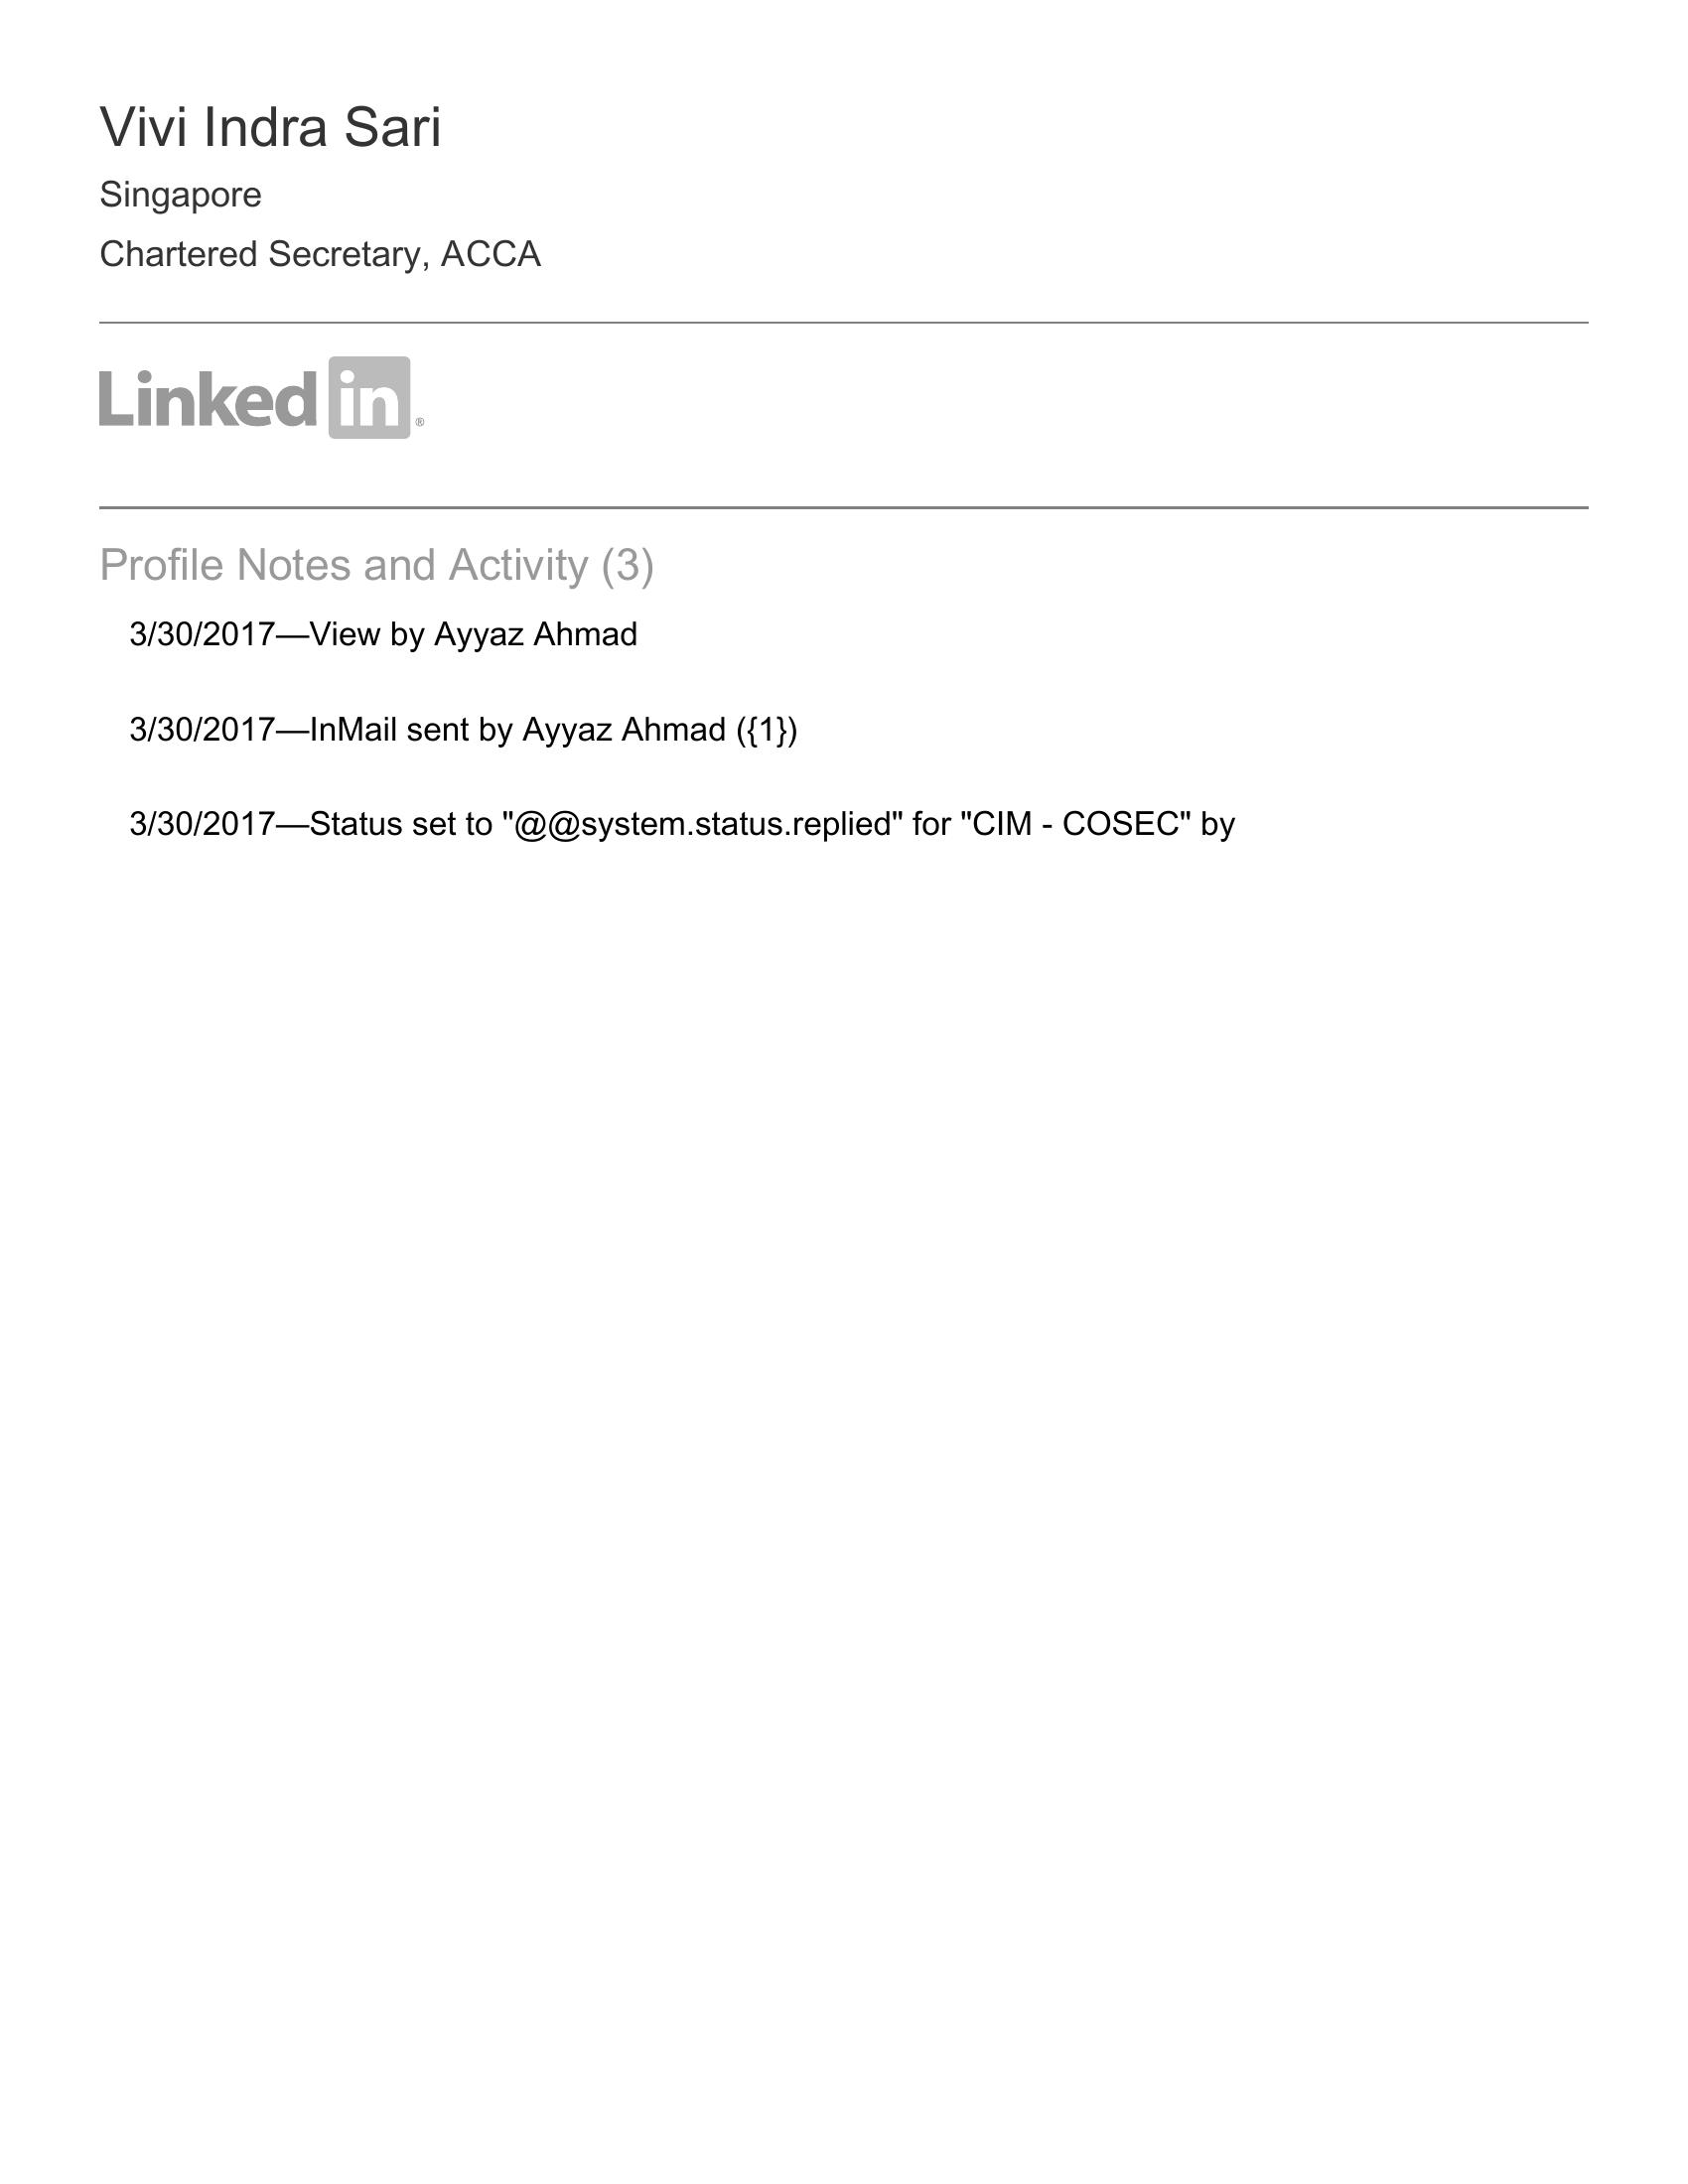 Vivi Indra Sari
Singapore
Chartered Secretary, ACCA
Linked in®
Profile Notes and Activity (3)
3/30/2017—View by Ayyaz Ahmad
3/30/2017—InMail sent by Ayyaz Ahmad ({1})
3/30/2017—Status set to "@@system.status.replied" for "CIM - COSEC" by